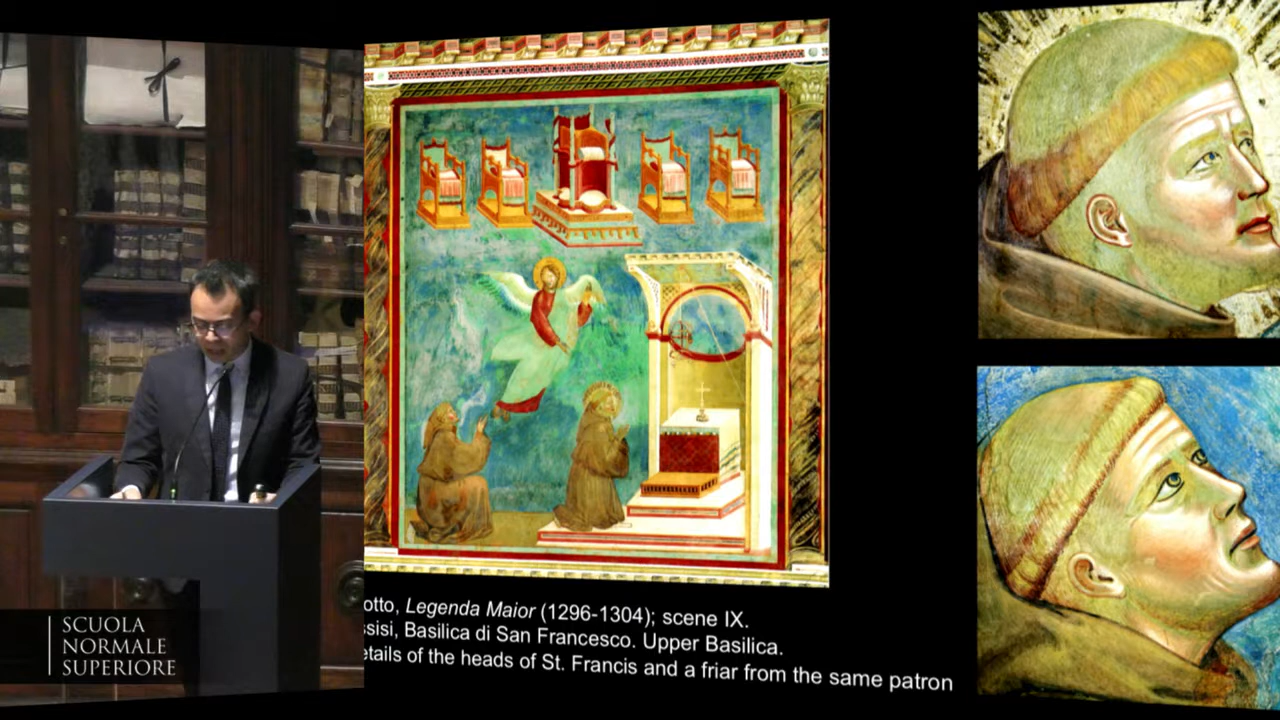 otto, Legenda Maior (1296-1304); scene IX.
ssisi, Basilica di San Francesco. Upper Basilica.
etails of the heads of St. Francis and a friar from the same patron
SCUOLA
NORMALE
SUPERIORE